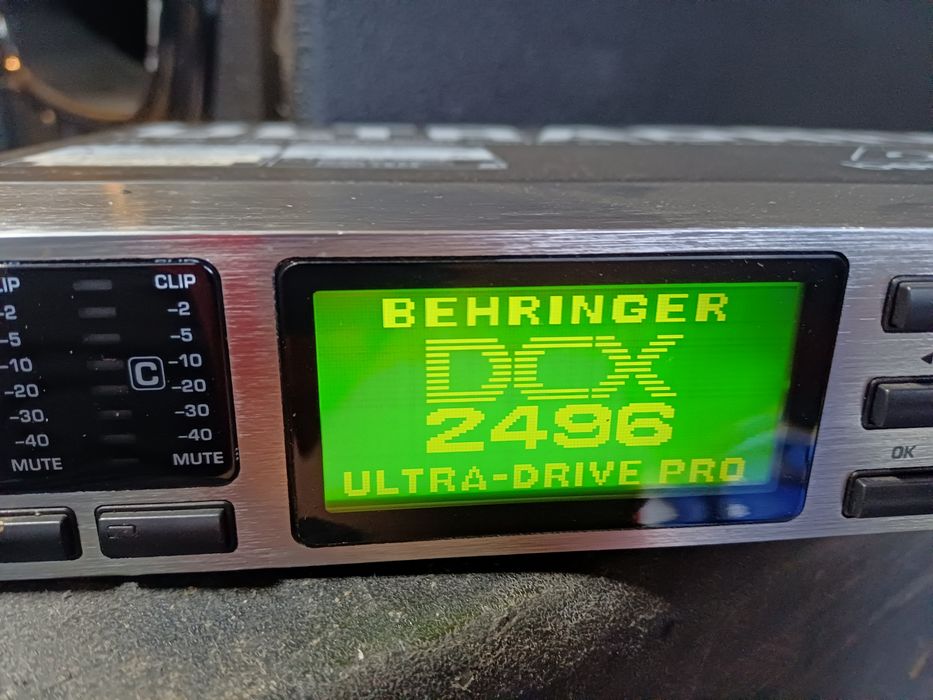 LIP
-2
-5
-10
-20
-30
-40
MUTE
CLIP
-2
-5
-10
C
-20
-30
-40
MUTE
BEHRINGER
DCX
2496
ULTRA-DRIVE PRO
OK